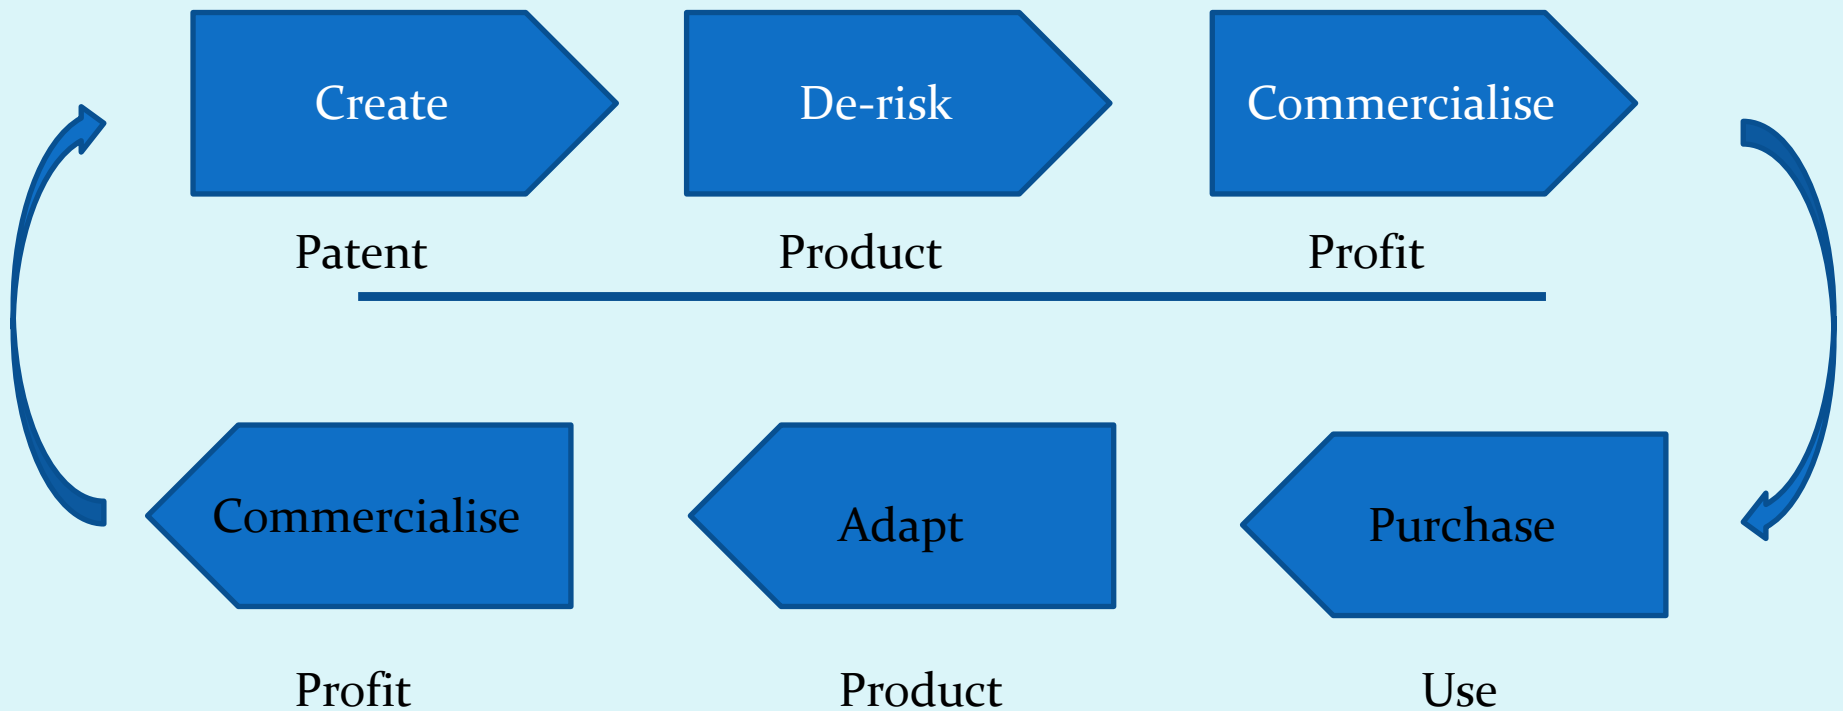 Create
De-risk
Commercialise
Patent
Product
Profit
Commercialise
Adapt
Purchase
Profit
Product
Use